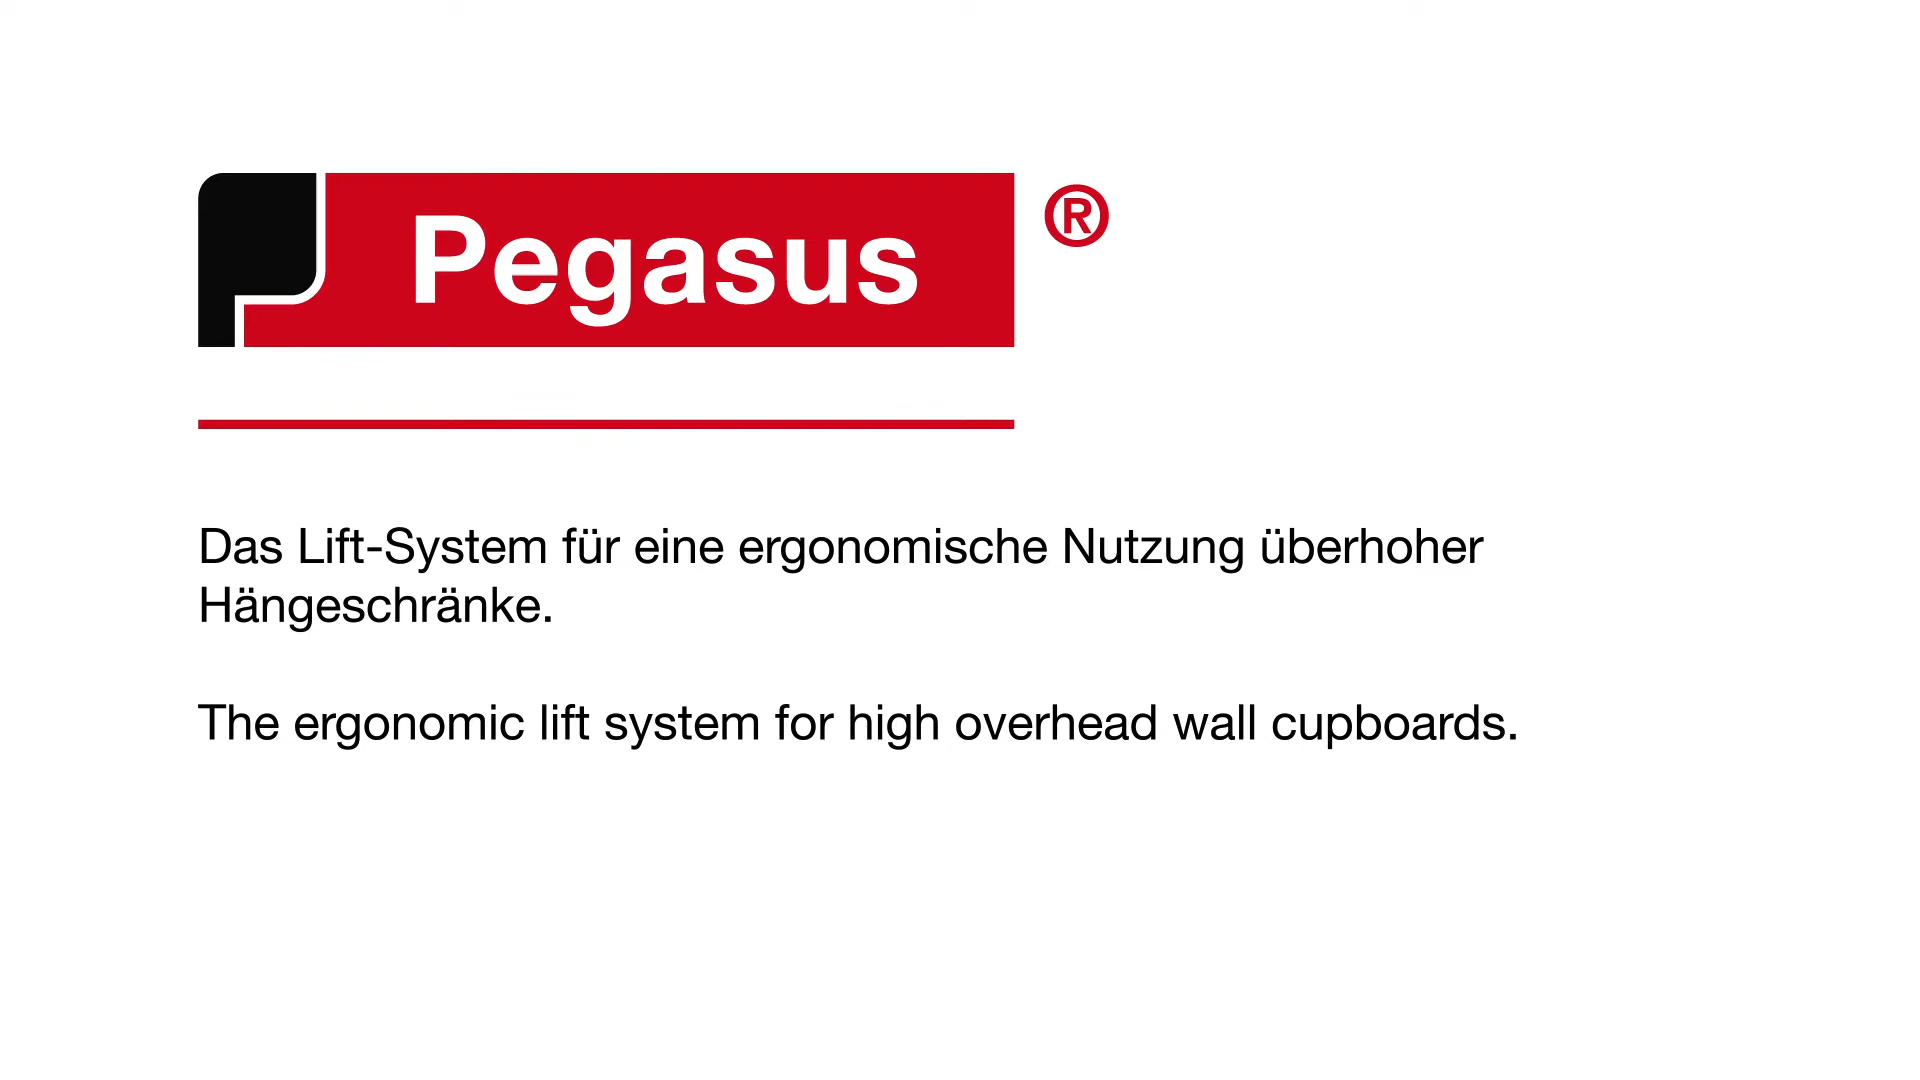 Pegasus ®
Das Lift-System für eine ergonomische Nutzung überhoher
Hängeschränke.
The ergonomic lift system for high overhead wall cupboards.